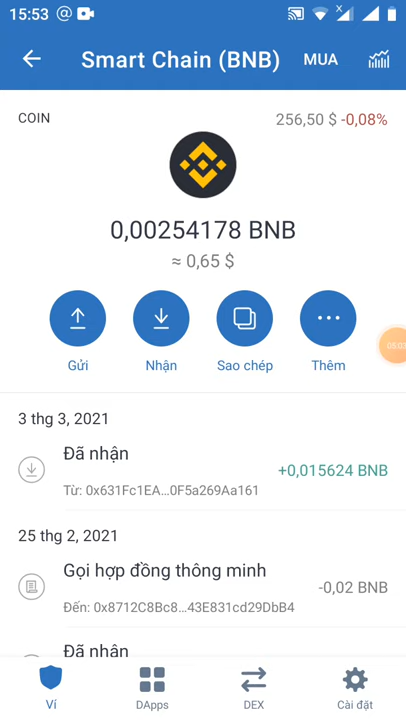 15:53 @
Smart Chain (BNB) MUA
COIN 256,50 $ -0,08%
0,00254178 BNB
≈ 0,65 $
Gửi Nhận Sao chép Thêm
05:03
3 thg 3, 2021
Đã nhận
+0,015624 BNB
Từ: 0x631Fc1EA...0F5a269Aa161
25 thg 2, 2021
Gọi hợp đồng thông minh
-0,02 BNB
Đến: 0x8712C8Bc8...43E831cd29DbB4
Đã nhận
Ví DApps DEX Cài đặt